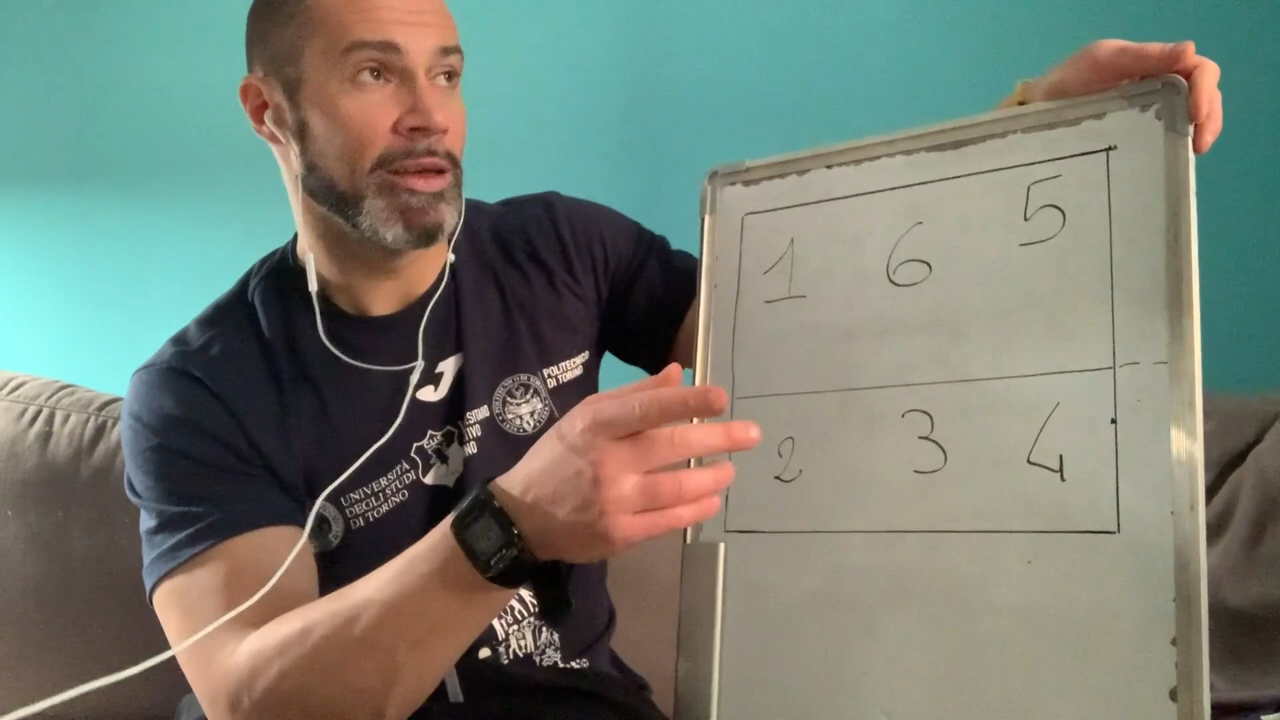 1 6 5
2 3 4
POLITECNICO
DI TORINO
UNIVERSITÀ
DEGLI STUDI
DI TORINO